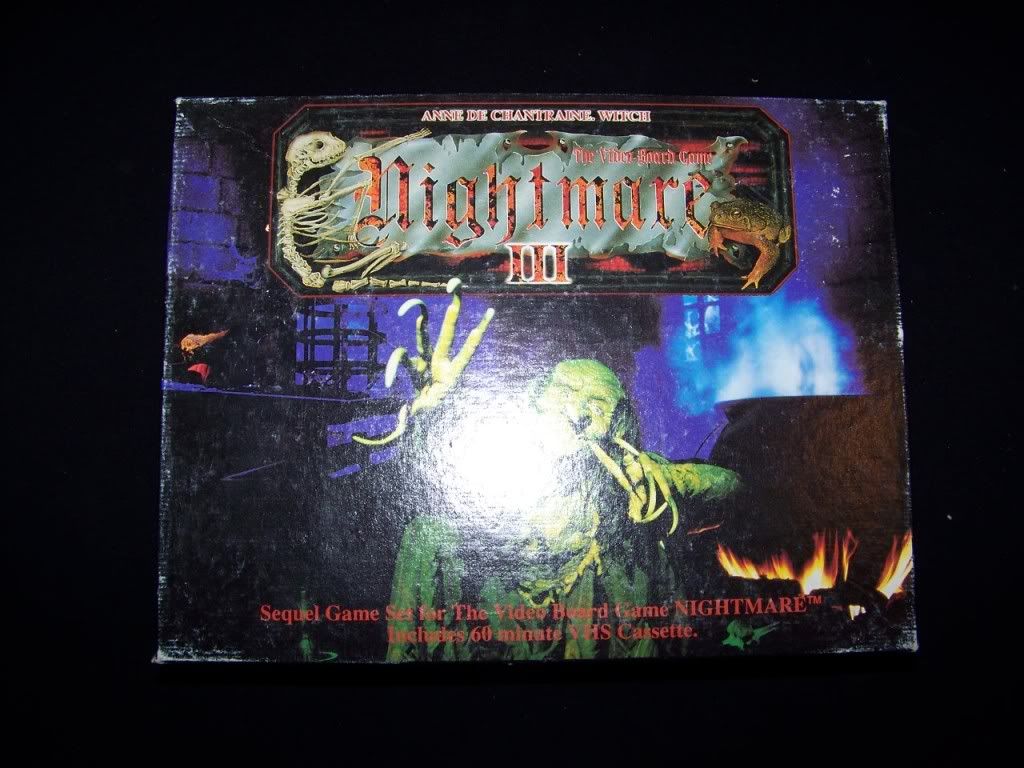 ANNE DE CHANTRAINE. WITCH
The Video Board Game
Nightmare
III
Sequel Game Set for The Video Board Game NIGHTMARE™
Includes 60 minute VHS Cassette.